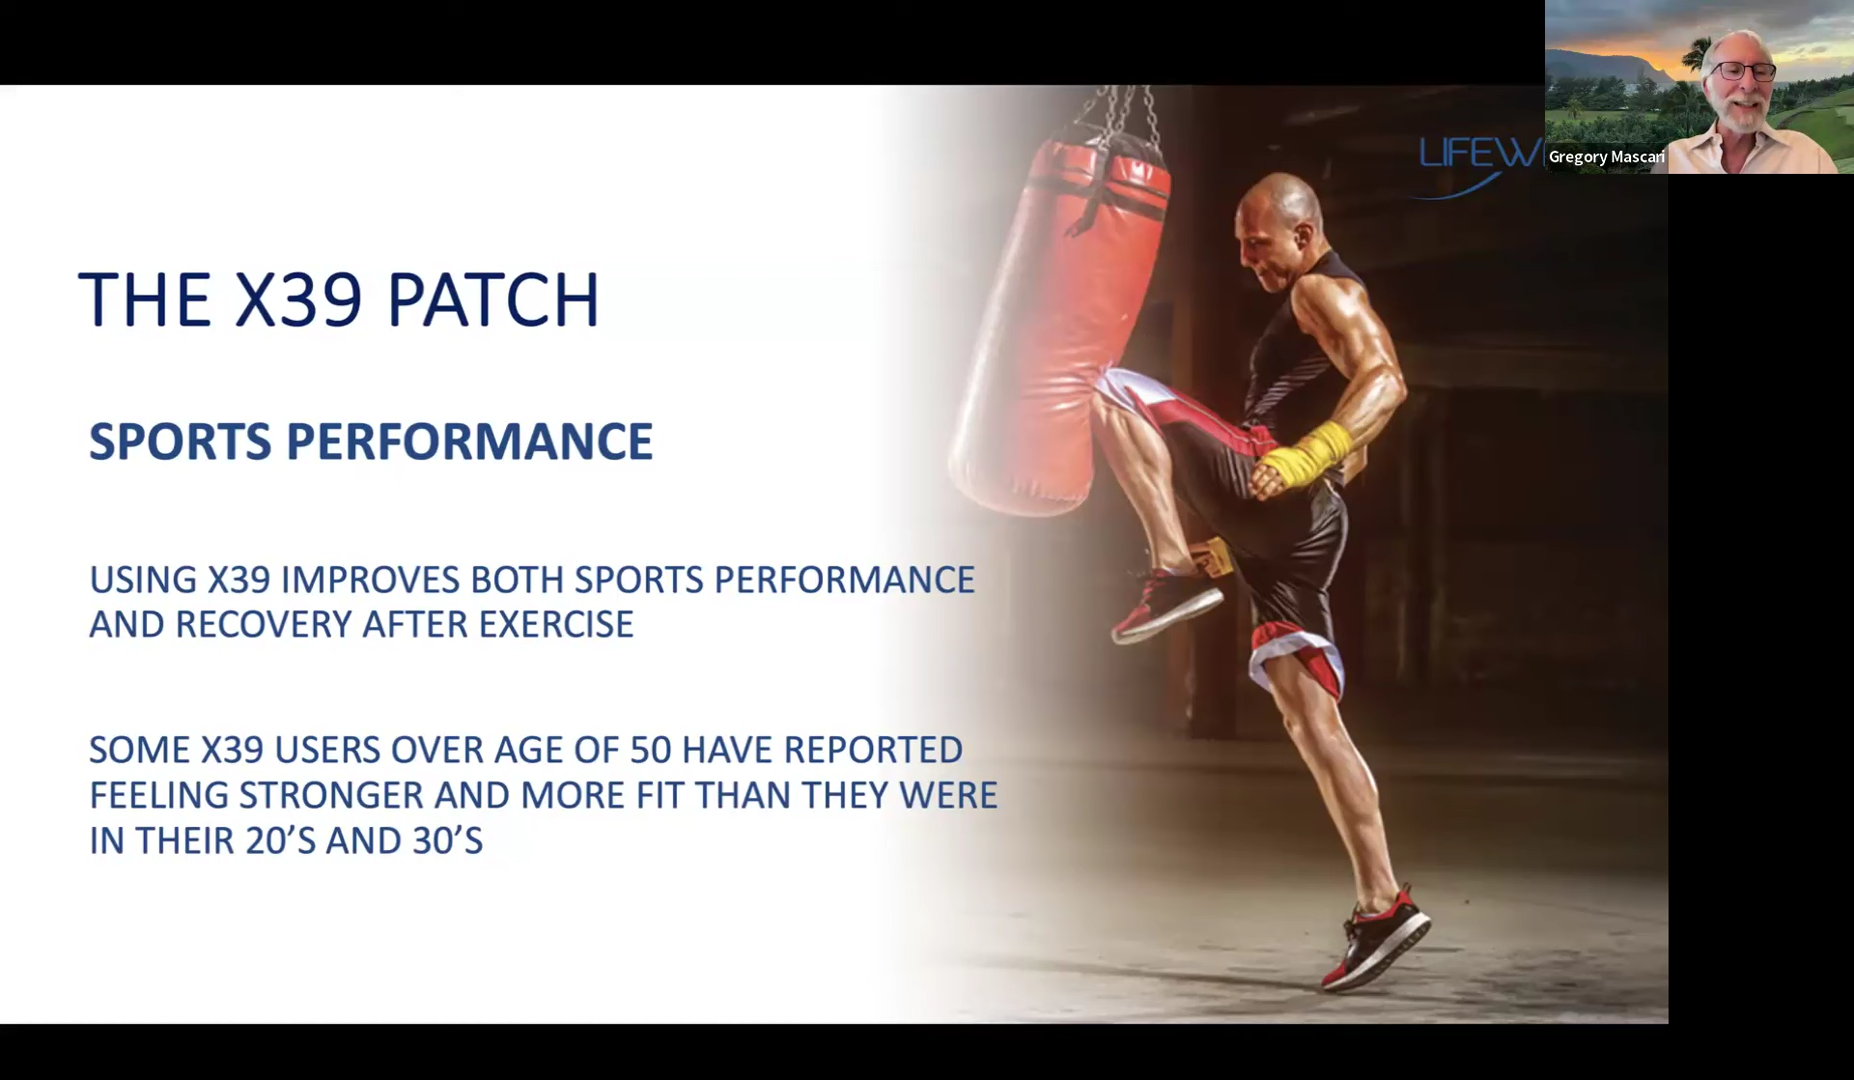 LIFEW
Gregory Mascari
THE X39 PATCH
SPORTS PERFORMANCE
USING X39 IMPROVES BOTH SPORTS PERFORMANCE
AND RECOVERY AFTER EXERCISE
SOME X39 USERS OVER AGE OF 50 HAVE REPORTED
FEELING STRONGER AND MORE FIT THAN THEY WERE
IN THEIR 20’S AND 30’S